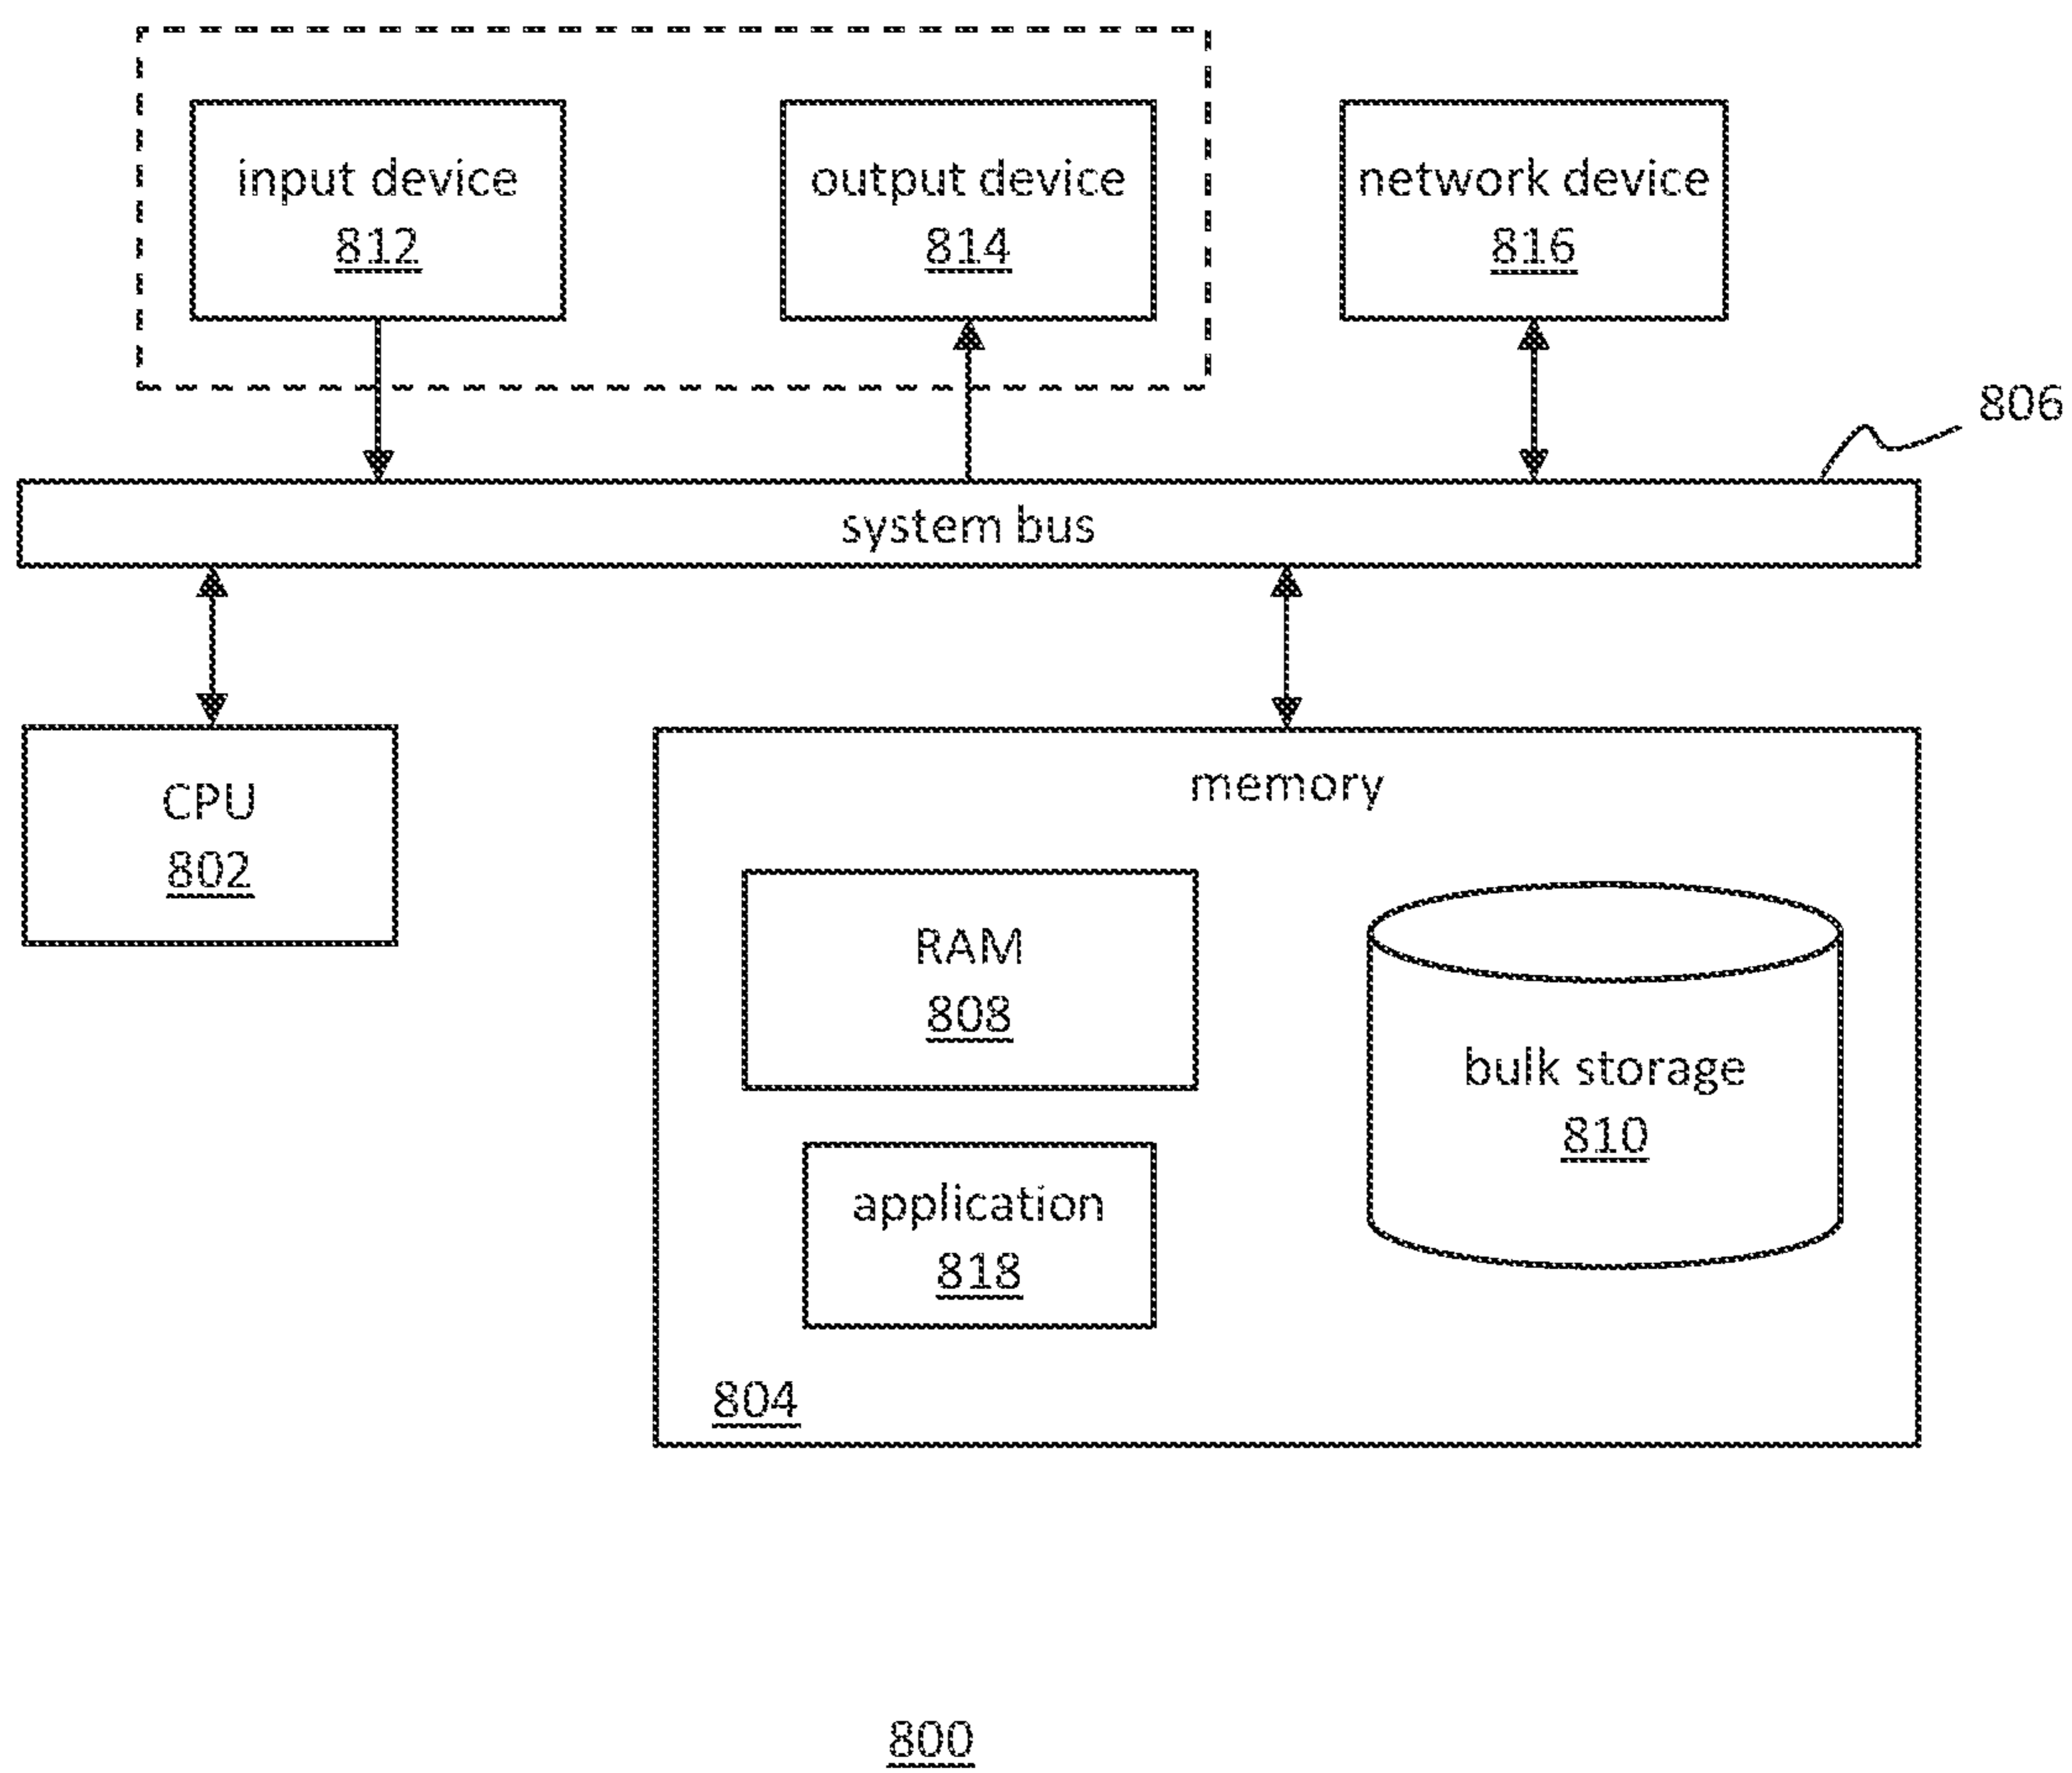 input device
812
output device
814
network device
816
806
system bus
CPU
802
memory
RAM
808
bulk storage
810
application
818
804
800